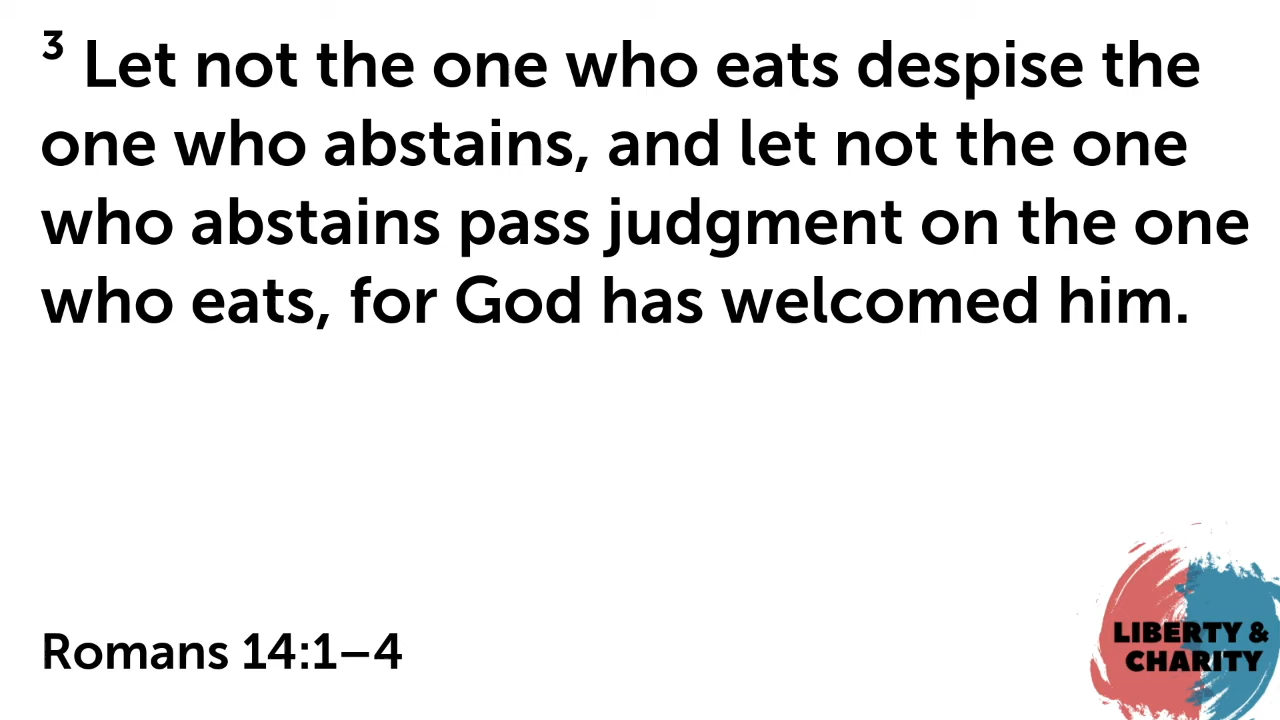 ³ Let not the one who eats despise the
one who abstains, and let not the one
who abstains pass judgment on the one
who eats, for God has welcomed him.
Romans 14:1–4
LIBERTY &
CHARITY